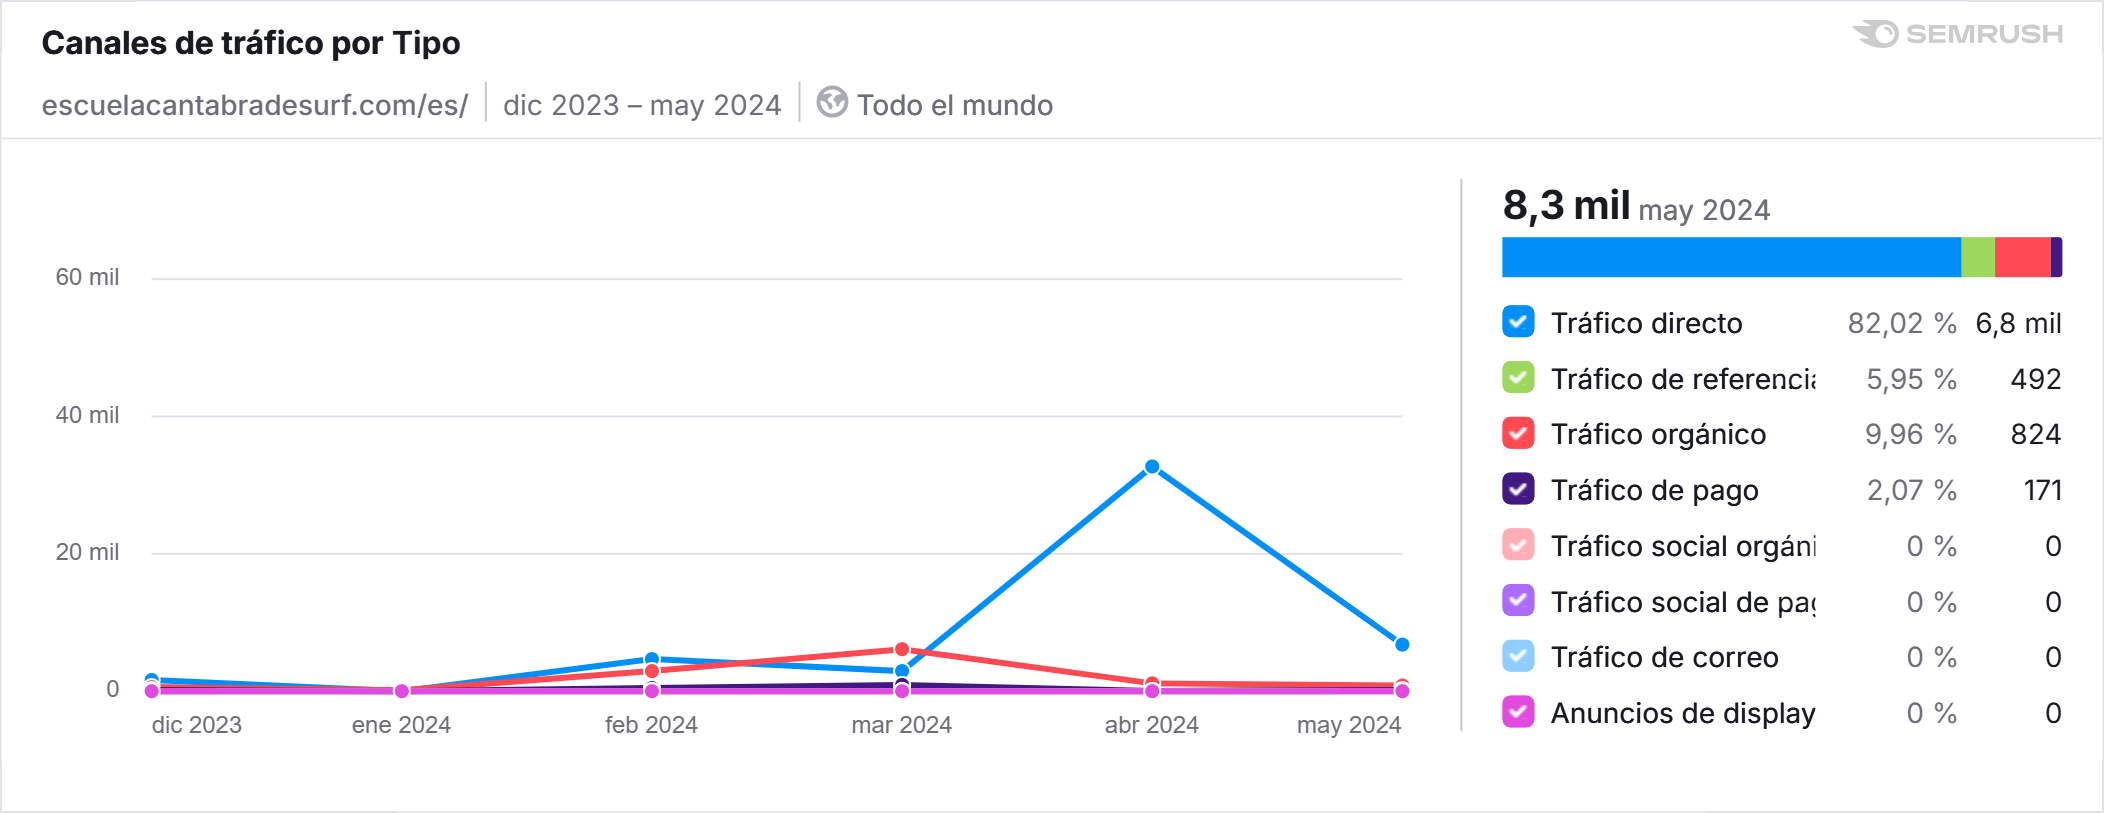 Canales de tráfico por Tipo
SEMRUSH
escuelacantabradesurf.com/es/
dic 2023 – may 2024
Todo el mundo
60 mil
40 mil
20 mil
0
dic 2023
ene 2024
feb 2024
mar 2024
abr 2024
may 2024
8,3 mil may 2024
Tráfico directo 82,02 % 6,8 mil
Tráfico de referencia 5,95 % 492
Tráfico orgánico 9,96 % 824
Tráfico de pago 2,07 % 171
Tráfico social orgáni 0 % 0
Tráfico social de pag 0 % 0
Tráfico de correo 0 % 0
Anuncios de display 0 % 0